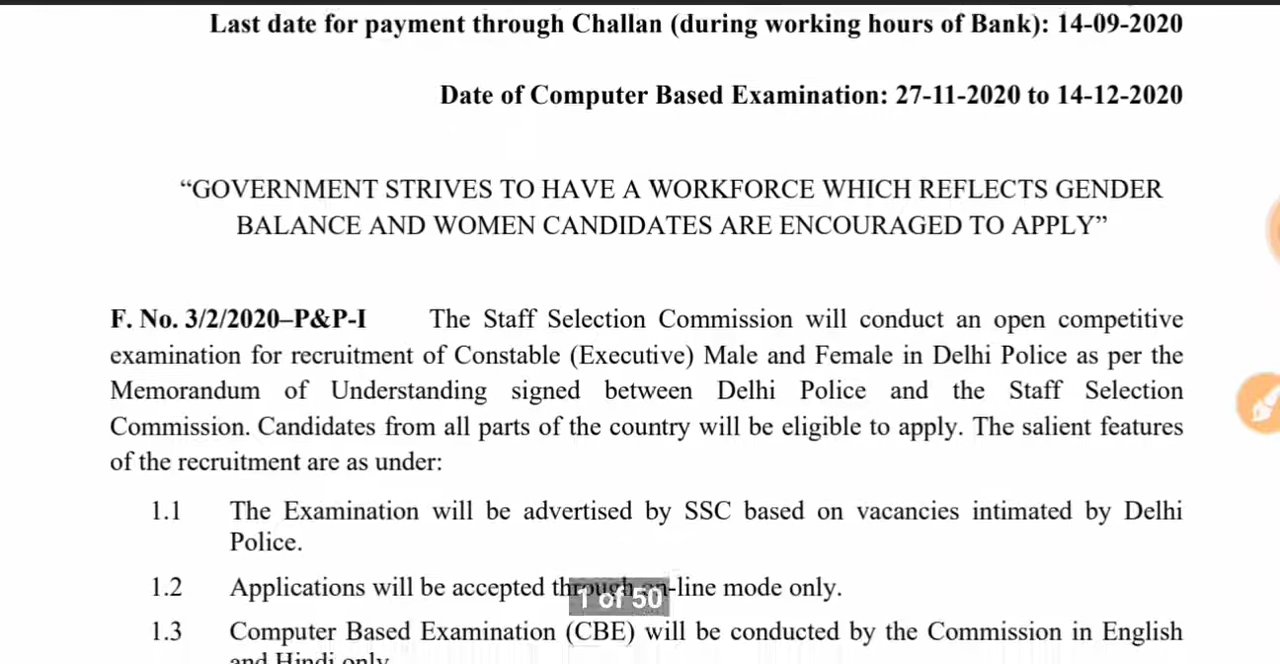 Last date for payment through Challan (during working hours of Bank): 14-09-2020
Date of Computer Based Examination: 27-11-2020 to 14-12-2020
“GOVERNMENT STRIVES TO HAVE A WORKFORCE WHICH REFLECTS GENDER
BALANCE AND WOMEN CANDIDATES ARE ENCOURAGED TO APPLY”
F. No. 3/2/2020–P&P-I The Staff Selection Commission will conduct an open competitive
examination for recruitment of Constable (Executive) Male and Female in Delhi Police as per the
Memorandum of Understanding signed between Delhi Police and the Staff Selection
Commission. Candidates from all parts of the country will be eligible to apply. The salient features
of the recruitment are as under:
1.1 The Examination will be advertised by SSC based on vacancies intimated by Delhi
Police.
1.2 Applications will be accepted through on-line mode only.
1 of 50
1.3 Computer Based Examination (CBE) will be conducted by the Commission in English
and Hindi only.